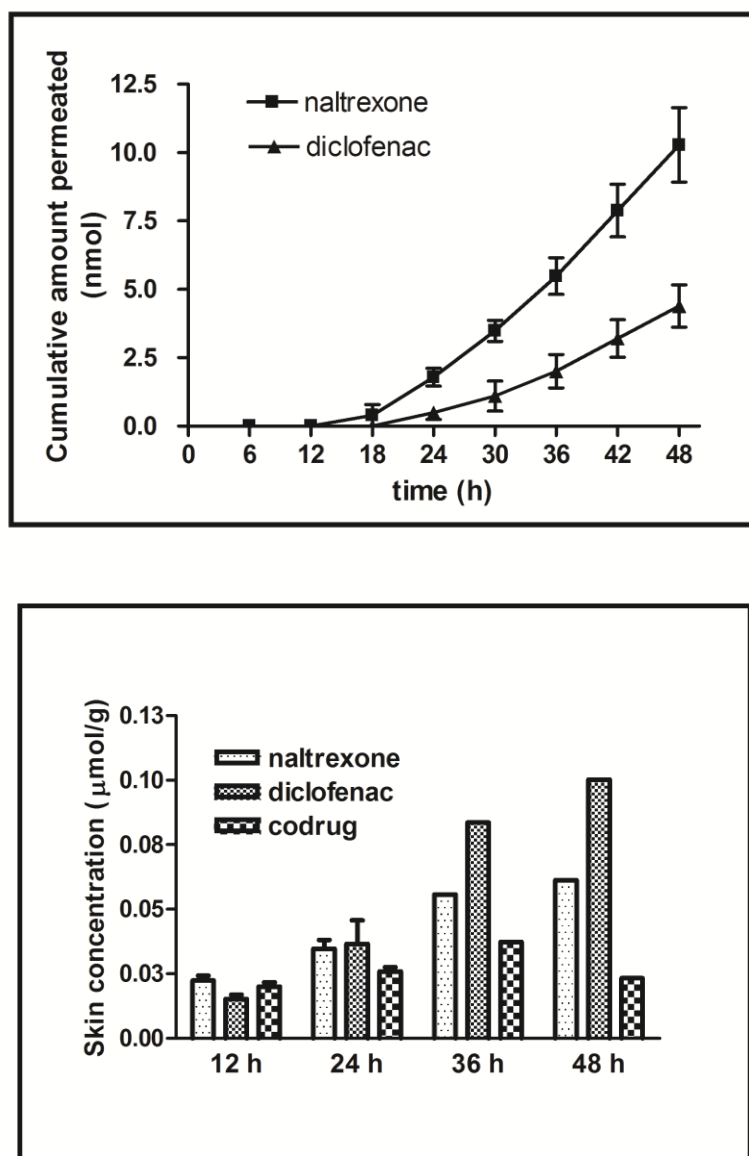 Cumulative amount permeated
(nmol)
12.5
10.0
7.5
5.0
2.5
0.0
naltrexone
diclofenac
0 6 12 18 24 30 36 42 48
time (h)
Skin concentration (μmol/g)
0.13
0.10
0.08
0.05
0.03
0.00
naltrexone
diclofenac
codrug
12 h 24 h 36 h 48 h